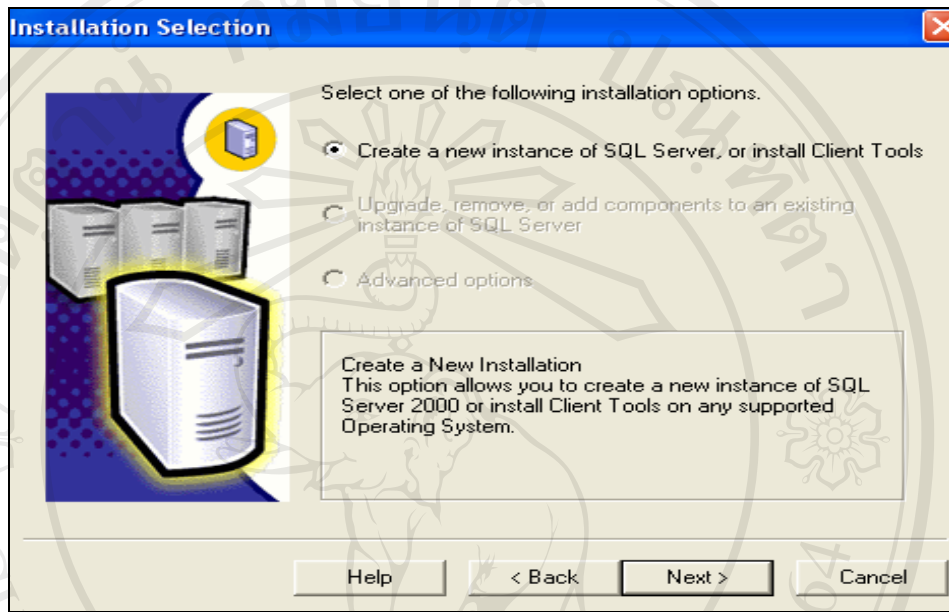 Installation Selection
Select one of the following installation options.
Create a new instance of SQL Server, or install Client Tools
Upgrade, remove, or add components to an existing
instance of SQL Server
Advanced options
Create a New Installation
This option allows you to create a new instance of SQL
Server 2000 or install Client Tools on any supported
Operating System.
Help
< Back
Next >
Cancel